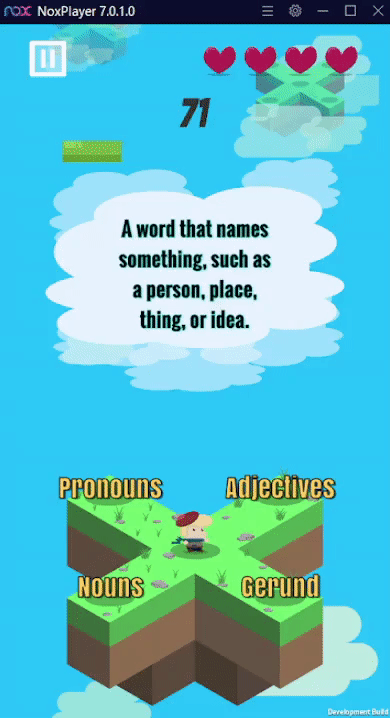 nox NoxPlayer 7.0.1.0
71
A word that names
something, such as
a person, place,
thing, or idea.
Pronouns Adjectives
Nouns Gerund
Development Build